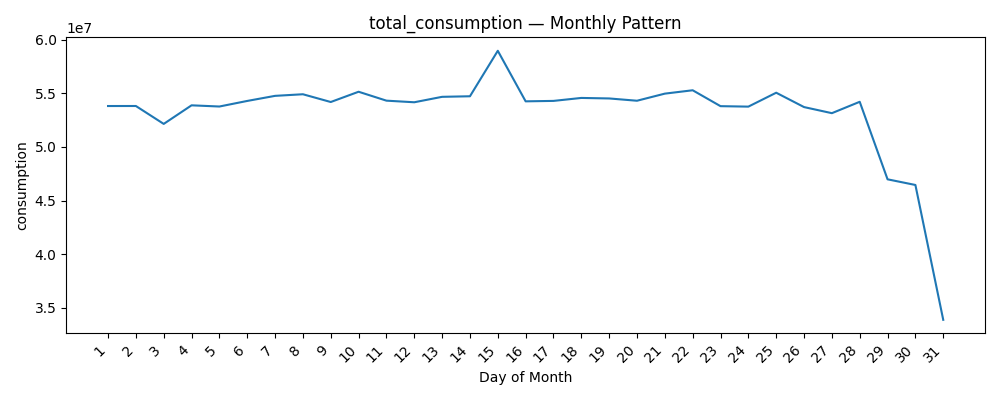 total_consumption — Monthly Pattern
1e7
6.0
5.5
5.0
4.5
4.0
3.5
consumption
1 2 3 4 5 6 7 8 9 10 11 12 13 14 15 16 17 18 19 20 21 22 23 24 25 26 27 28 29 30 31
Day of Month